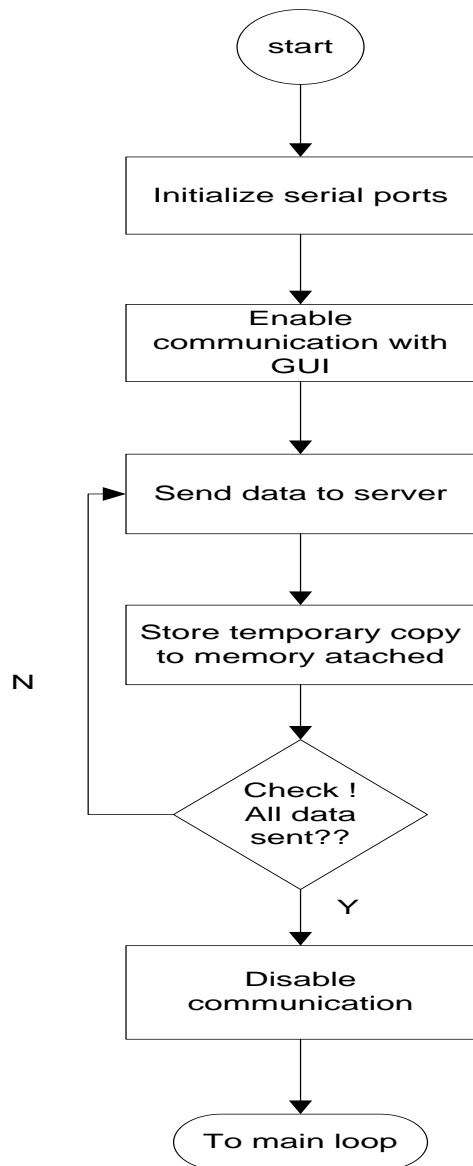 start
Initialize serial ports
Enable
communication with
GUI
Send data to server
Store temporary copy
to memory atached
N
Check !
All data
sent??
Y
Disable
communication
To main loop